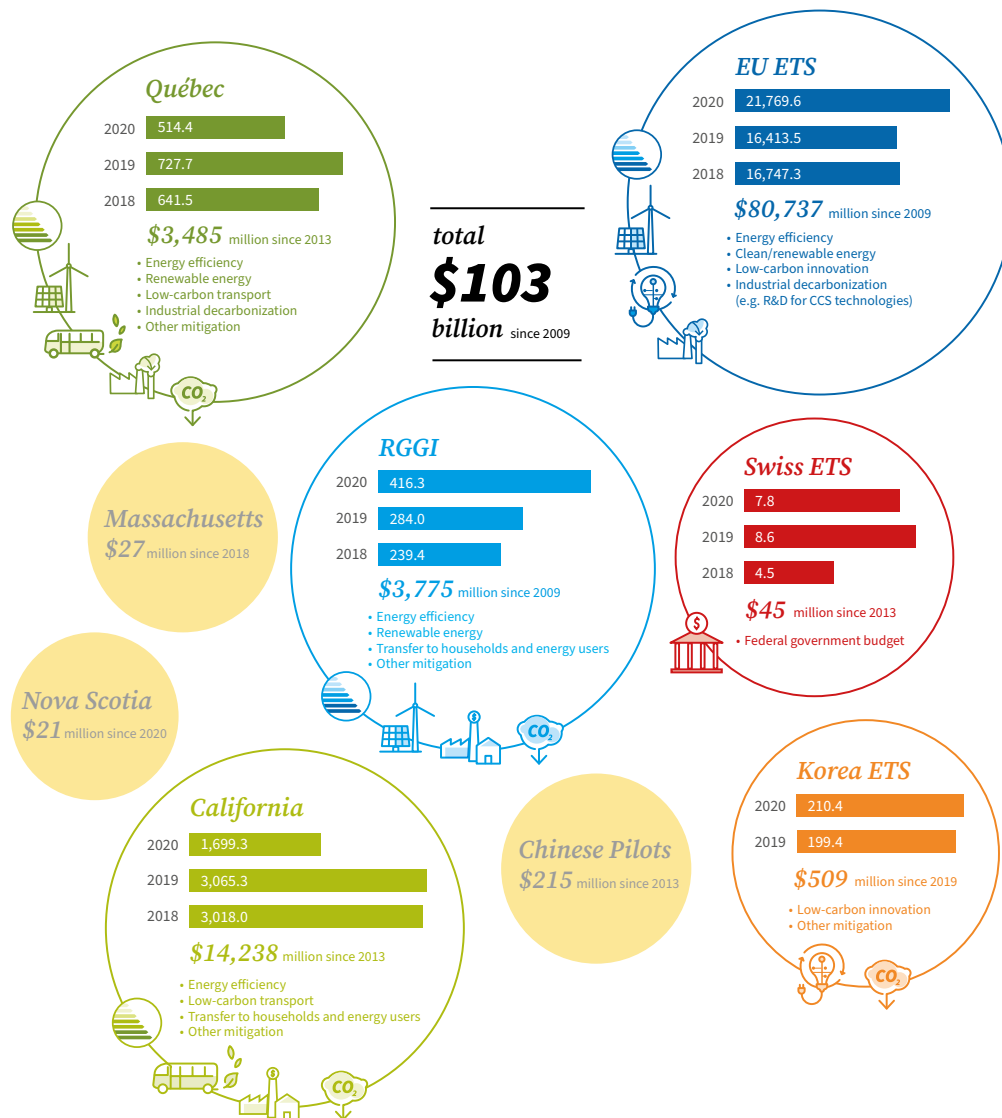 Québec
2020 514.4
2019 727.7
2018 641.5
$3,485 million since 2013
• Energy efficiency
• Renewable energy
• Low-carbon transport
• Industrial decarbonization
• Other mitigation
CO₂
total
$103
billion since 2009
EU ETS
2020 21,769.6
2019 16,413.5
2018 16,747.3
$80,737 million since 2009
• Energy efficiency
• Clean/renewable energy
• Low-carbon innovation
• Industrial decarbonization
(e.g. R&D for CCS technologies)
Massachusetts
$27 million since 2018
RGGI
2020 416.3
2019 284.0
2018 239.4
$3,775 million since 2009
• Energy efficiency
• Renewable energy
• Transfer to households and energy users
• Other mitigation
$
CO₂
Swiss ETS
2020 7.8
2019 8.6
2018 4.5
$45 million since 2013
• Federal government budget
$
Nova Scotia
$21 million since 2020
California
2020 1,699.3
2019 3,065.3
2018 3,018.0
$14,238 million since 2013
• Energy efficiency
• Low-carbon transport
• Transfer to households and energy users
• Other mitigation
$
CO₂
Chinese Pilots
$215 million since 2013
Korea ETS
2020 210.4
2019 199.4
$509 million since 2019
• Low-carbon innovation
• Other mitigation
CO₂